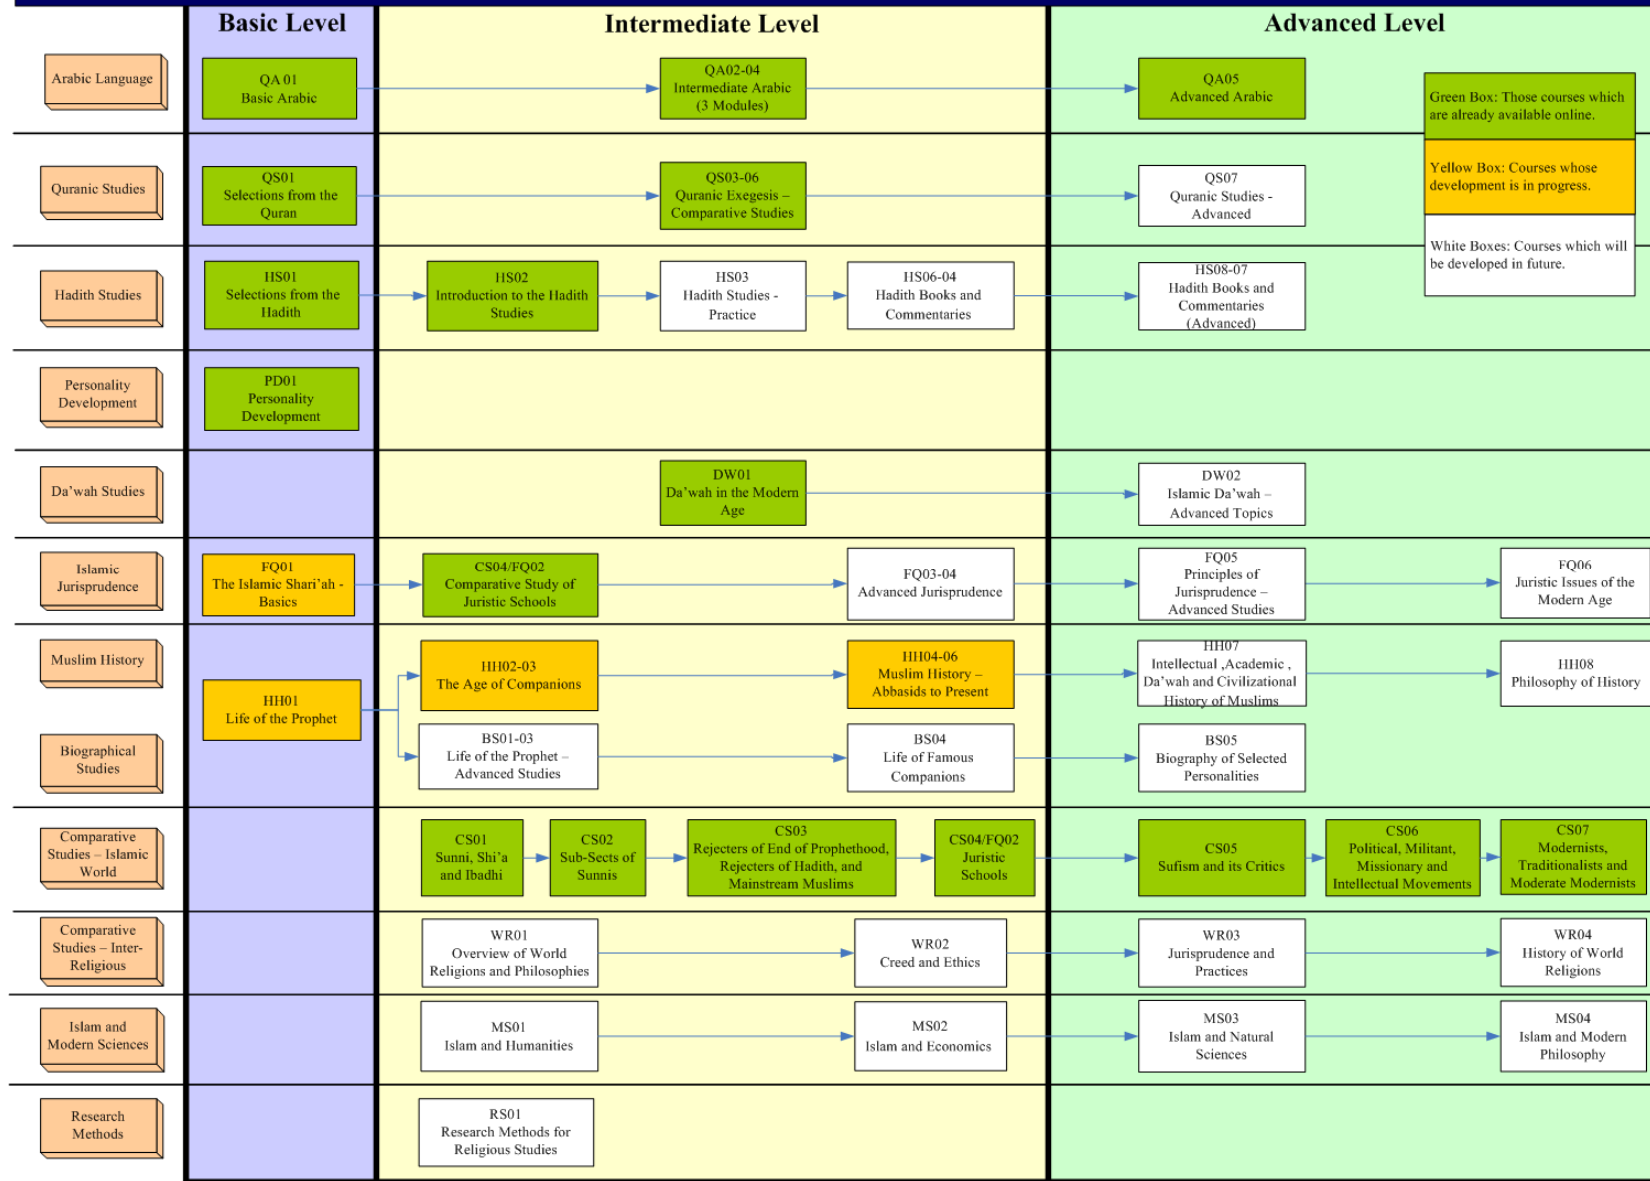 Basic Level
Intermediate Level
Advanced Level
Arabic Language
QA 01
Basic Arabic
QA02-04
Intermediate Arabic
(3 Modules)
QA05
Advanced Arabic
Green Box: Those courses which
are already available online.
Yellow Box: Courses whose
development is in progress.
White Boxes: Courses which will
be developed in future.
Quranic Studies
QS01
Selections from the
Quran
QS03-06
Quranic Exegesis –
Comparative Studies
QS07
Quranic Studies -
Advanced
Hadith Studies
HS01
Selections from the
Hadith
HS02
Introduction to the Hadith
Studies
HS03
Hadith Studies -
Practice
HS06-04
Hadith Books and
Commentaries
HS08-07
Hadith Books and
Commentaries
(Advanced)
Personality
Development
PD01
Personality
Development
Da’wah Studies
DW01
Da’wah in the Modern
Age
DW02
Islamic Da’wah –
Advanced Topics
Islamic
Jurisprudence
FQ01
The Islamic Shari’ah -
Basics
CS04/FQ02
Comparative Study of
Juristic Schools
FQ03-04
Advanced Jurisprudence
FQ05
Principles of
Jurisprudence –
Advanced Studies
FQ06
Juristic Issues of the
Modern Age
Muslim History
HH01
Life of the Prophet
HH02-03
The Age of Companions
HH04-06
Muslim History –
Abbasids to Present
HH07
Intellectual ,Academic ,
Da’wah and Civilizational
History of Muslims
HH08
Philosophy of History
Biographical
Studies
BS01-03
Life of the Prophet –
Advanced Studies
BS04
Life of Famous
Companions
BS05
Biography of Selected
Personalities
Comparative
Studies – Islamic
World
CS01
Sunni, Shi’a
and Ibadhi
CS02
Sub-Sects of
Sunnis
CS03
Rejecters of End of Prophethood,
Rejecters of Hadith, and
Mainstream Muslims
CS04/FQ02
Juristic
Schools
CS05
Sufism and its Critics
CS06
Political, Militant,
Missionary and
Intellectual Movements
CS07
Modernists,
Traditionalists and
Moderate Modernists
Comparative
Studies – Inter-
Religious
WR01
Overview of World
Religions and Philosophies
WR02
Creed and Ethics
WR03
Jurisprudence and
Practices
WR04
History of World
Religions
Islam and
Modern Sciences
MS01
Islam and Humanities
MS02
Islam and Economics
MS03
Islam and Natural
Sciences
MS04
Islam and Modern
Philosophy
Research
Methods
RS01
Research Methods for
Religious Studies